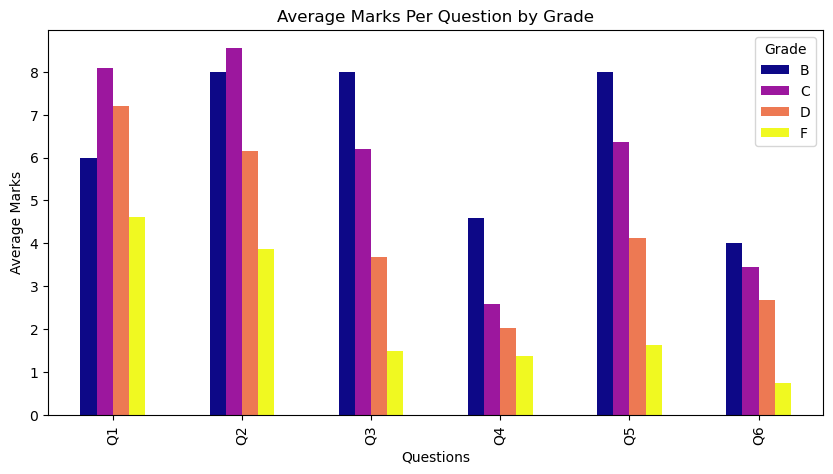 Average Marks Per Question by Grade
Grade
B
C
D
F
Average Marks
8
7
6
5
4
3
2
1
0
Q1
Q2
Q3
Q4
Q5
Q6
Questions